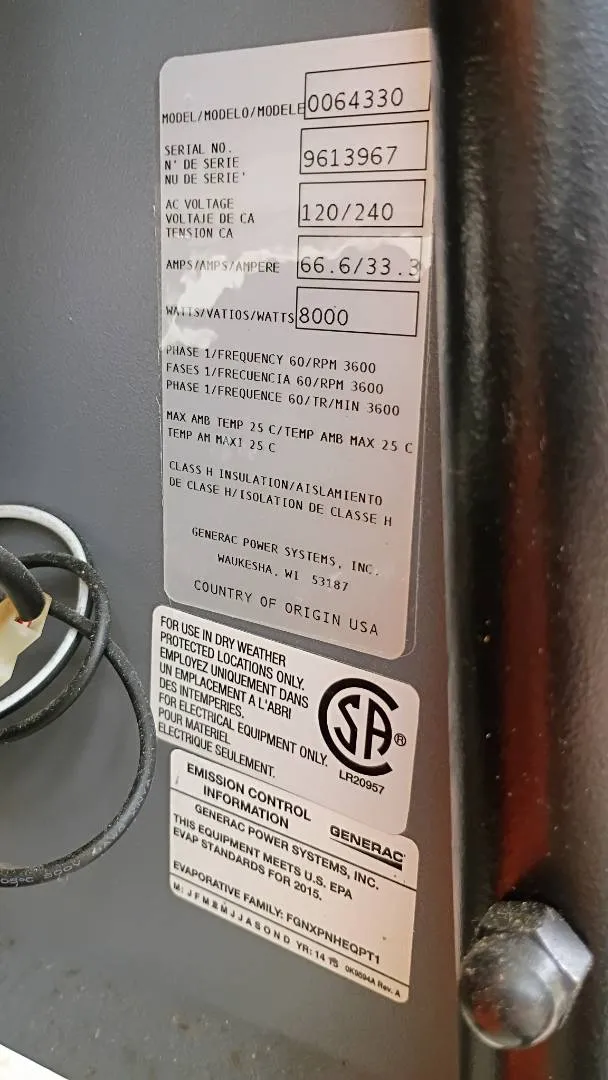 MODEL/MODELO/MODELE 0064330
SERIAL NO.
N' DE SERIE
NU DE SERIE'
9613967
AC VOLTAGE
VOLTAJE DE CA
TENSION CA
120/240
AMPS/AMPS/AMPERE 66.6/33.3
WATTS/VATIOS/WATTS 8000
PHASE 1/FREQUENCY 60/RPM 3600
FASES 1/FRECUENCIA 60/RPM 3600
PHASE 1/FREQUENCE 60/TR/MIN 3600
MAX AMB TEMP 25 C/TEMP AMB MAX 25 C
TEMP AM MAXI 25 C
CLASS H INSULATION/AISLAMIENTO
DE CLASE H/ISOLATION DE CLASSE H
GENERAC POWER SYSTEMS, INC.
WAUKESHA, WI 53187
COUNTRY OF ORIGIN USA
FOR USE IN DRY WEATHER
PROTECTED LOCATIONS ONLY.
EMPLOYEZ UNIQUEMENT DANS
UN EMPLACEMENT A L'ABRI
DES INTEMPERIES.
FOR ELECTRICAL EQUIPMENT ONLY.
POUR MATERIEL
ELECTRIQUE SEULEMENT.
SA®
LR20957
EMISSION CONTROL
INFORMATION
GENERAC
GENERAC POWER SYSTEMS, INC.
THIS EQUIPMENT MEETS U.S. EPA
EVAP STANDARDS FOR 2015.
EVAPORATIVE FAMILY: FGNXPNHEQPT1
M: J F M M J J A S O N D YR: 14 15 0K9594A Rev. A